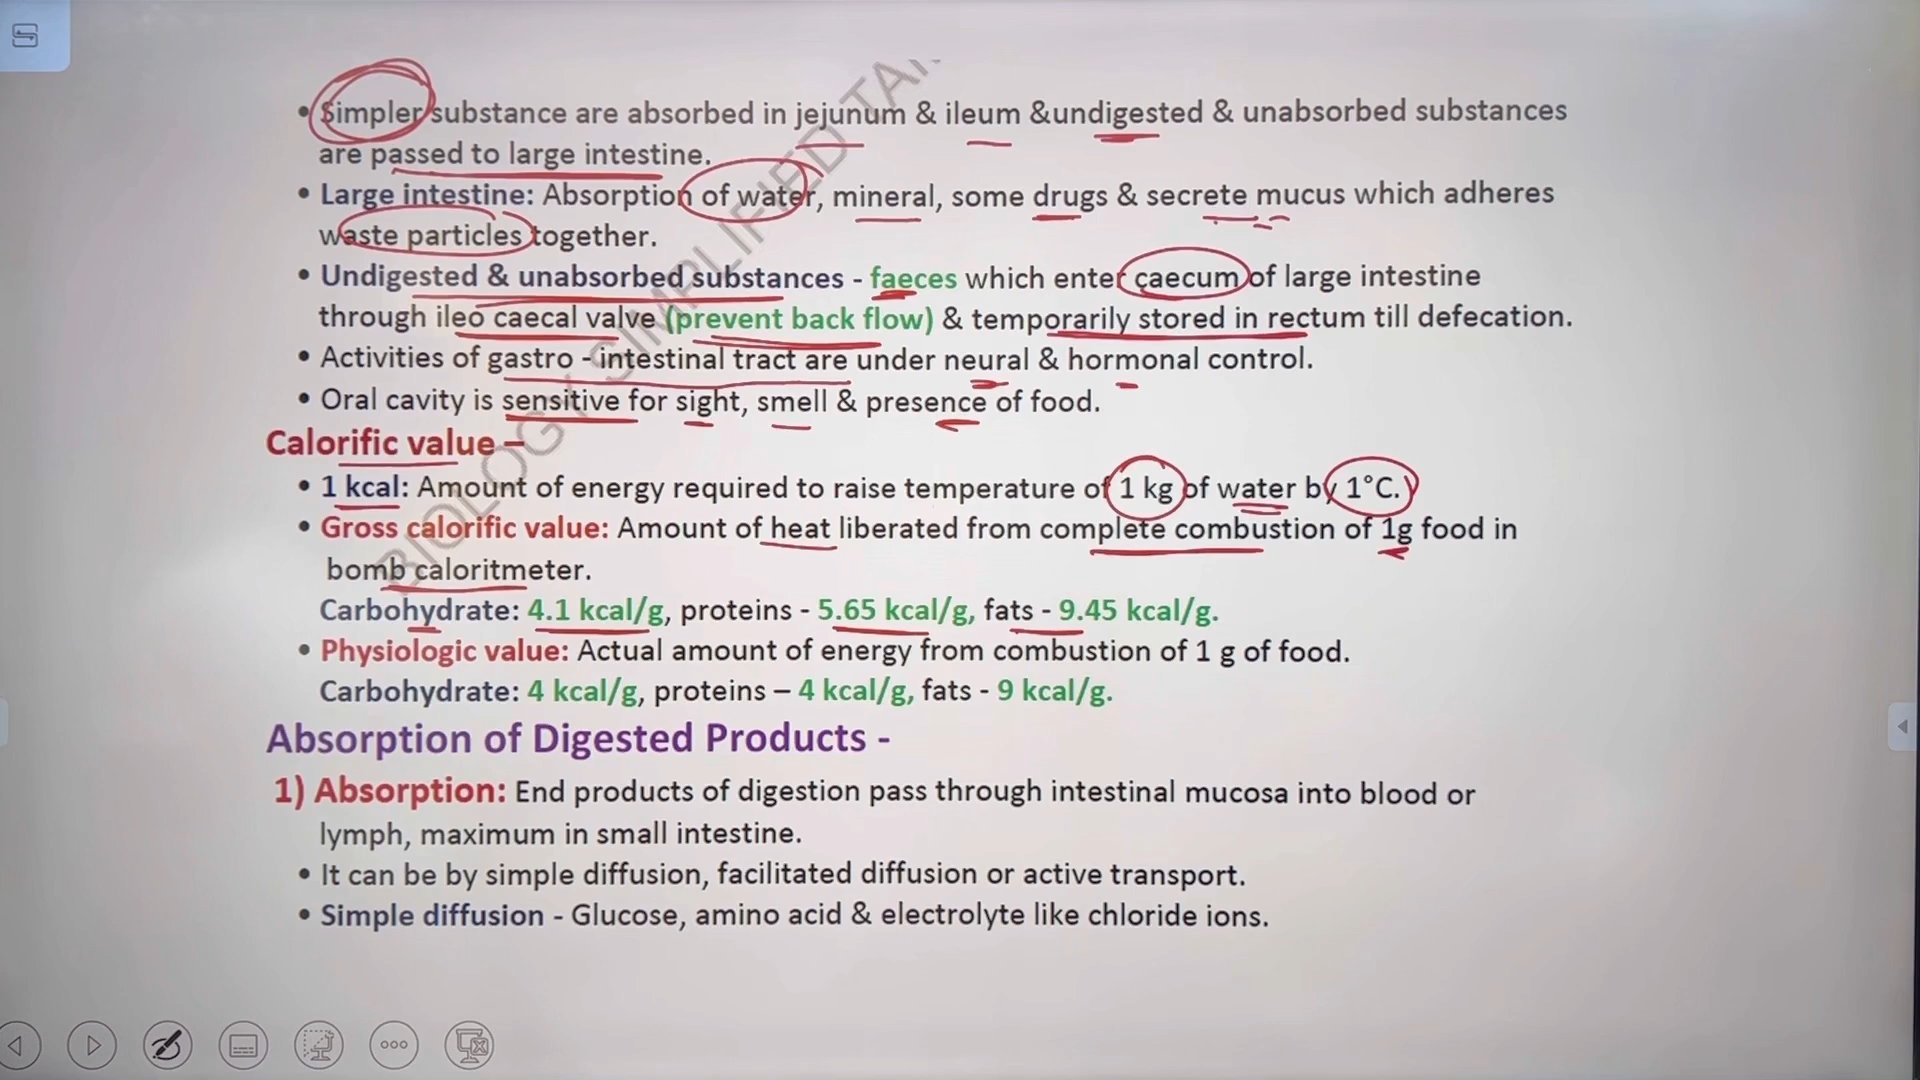 • Simpler substance are absorbed in jejunum & ileum &undigested & unabsorbed substances
are passed to large intestine.
• Large intestine: Absorption of water, mineral, some drugs & secrete mucus which adheres
waste particles together.
• Undigested & unabsorbed substances - faeces which enter caecum of large intestine
through ileo caecal valve (prevent back flow) & temporarily stored in rectum till defecation.
• Activities of gastro - intestinal tract are under neural & hormonal control.
• Oral cavity is sensitive for sight, smell & presence of food.
Calorific value –
• 1 kcal: Amount of energy required to raise temperature of 1 kg of water by 1°C.
• Gross calorific value: Amount of heat liberated from complete combustion of 1g food in
bomb caloritmeter.
Carbohydrate: 4.1 kcal/g, proteins - 5.65 kcal/g, fats - 9.45 kcal/g.
• Physiologic value: Actual amount of energy from combustion of 1 g of food.
Carbohydrate: 4 kcal/g, proteins – 4 kcal/g, fats - 9 kcal/g.
Absorption of Digested Products -
1) Absorption: End products of digestion pass through intestinal mucosa into blood or
lymph, maximum in small intestine.
• It can be by simple diffusion, facilitated diffusion or active transport.
• Simple diffusion - Glucose, amino acid & electrolyte like chloride ions.
BIOLOGY SIMPLIFIED